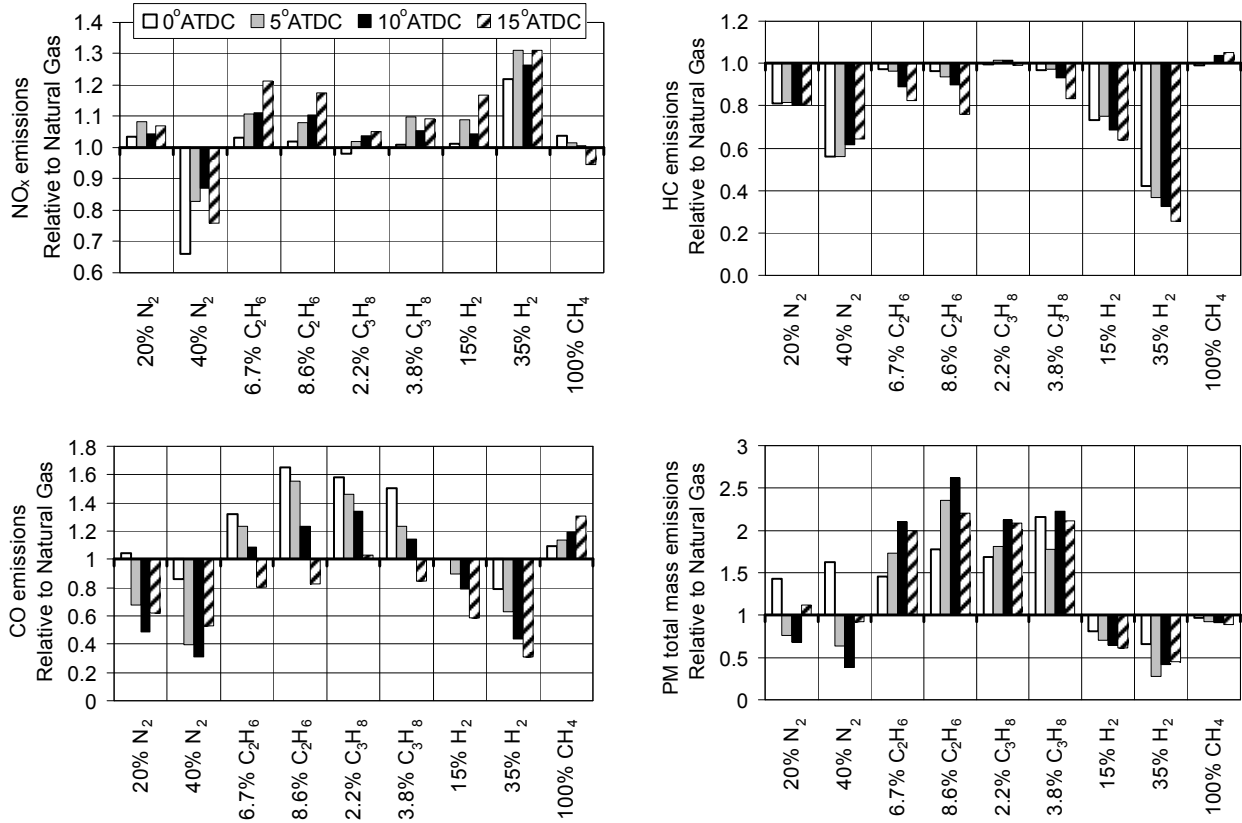 0°ATDC 5°ATDC 10°ATDC 15°ATDC
NOx emissions
Relative to Natural Gas
1.4
1.3
1.2
1.1
1.0
0.9
0.8
0.7
0.6
20% N2
40% N2
6.7% C2H6
8.6% C2H6
2.2% C3H8
3.8% C3H8
15% H2
35% H2
100% CH4
HC emissions
Relative to Natural Gas
1.2
1.0
0.8
0.6
0.4
0.2
0.0
20% N2
40% N2
6.7% C2H6
8.6% C2H6
2.2% C3H8
3.8% C3H8
15% H2
35% H2
100% CH4
CO emissions
Relative to Natural Gas
1.8
1.6
1.4
1.2
1
0.8
0.6
0.4
0.2
0
20% N2
40% N2
6.7% C2H6
8.6% C2H6
2.2% C3H8
3.8% C3H8
15% H2
35% H2
100% CH4
PM total mass emissions
Relative to Natural Gas
3
2.5
2
1.5
1
0.5
0
20% N2
40% N2
6.7% C2H6
8.6% C2H6
2.2% C3H8
3.8% C3H8
15% H2
35% H2
100% CH4